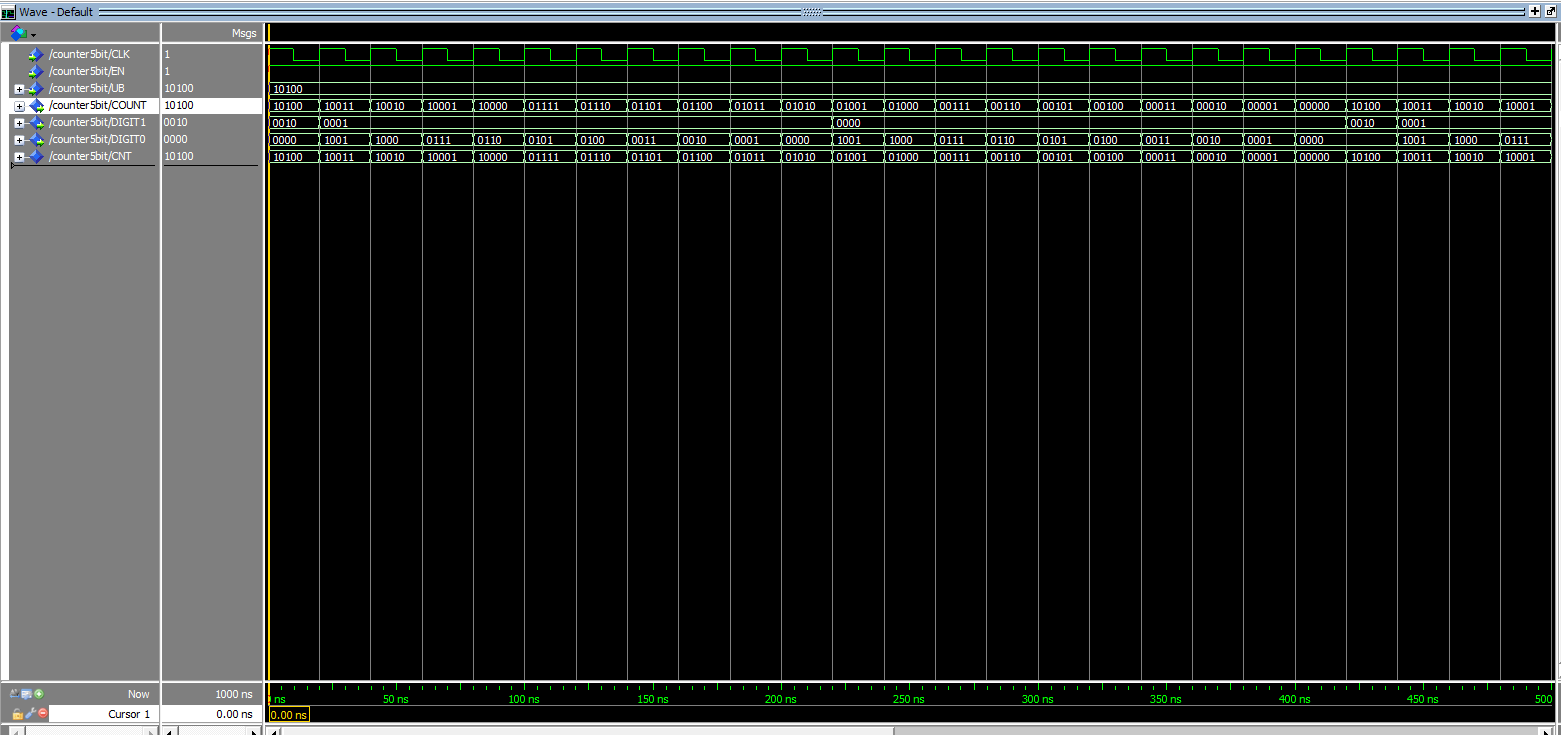 Wave - Default
Msgs
/counter5bit/CLK 1
/counter5bit/EN 1
/counter5bit/UB 10100 10100
/counter5bit/COUNT 10100 10100 10011 10010 10001 10000 01111 01110 01101 01100 01011 01010 01001 01000 00111 00110 00101 00100 00011 00010 00001 00000 10100 10011 10010 10001
/counter5bit/DIGIT1 0010 0010 0001 0000 0010 0001
/counter5bit/DIGIT0 0000 0000 1001 1000 0111 0110 0101 0100 0011 0010 0001 0000 1001 1000 0111 0110 0101 0100 0011 0010 0001 0000 1001 1000 0111
/counter5bit/CNT 10100 10100 10011 10010 10001 10000 01111 01110 01101 01100 01011 01010 01001 01000 00111 00110 00101 00100 00011 00010 00001 00000 10100 10011 10010 10001
Now 1000 ns ns 50 ns 100 ns 150 ns 200 ns 250 ns 300 ns 350 ns 400 ns 450 ns 500
Cursor 1 0.00 ns 0.00 ns